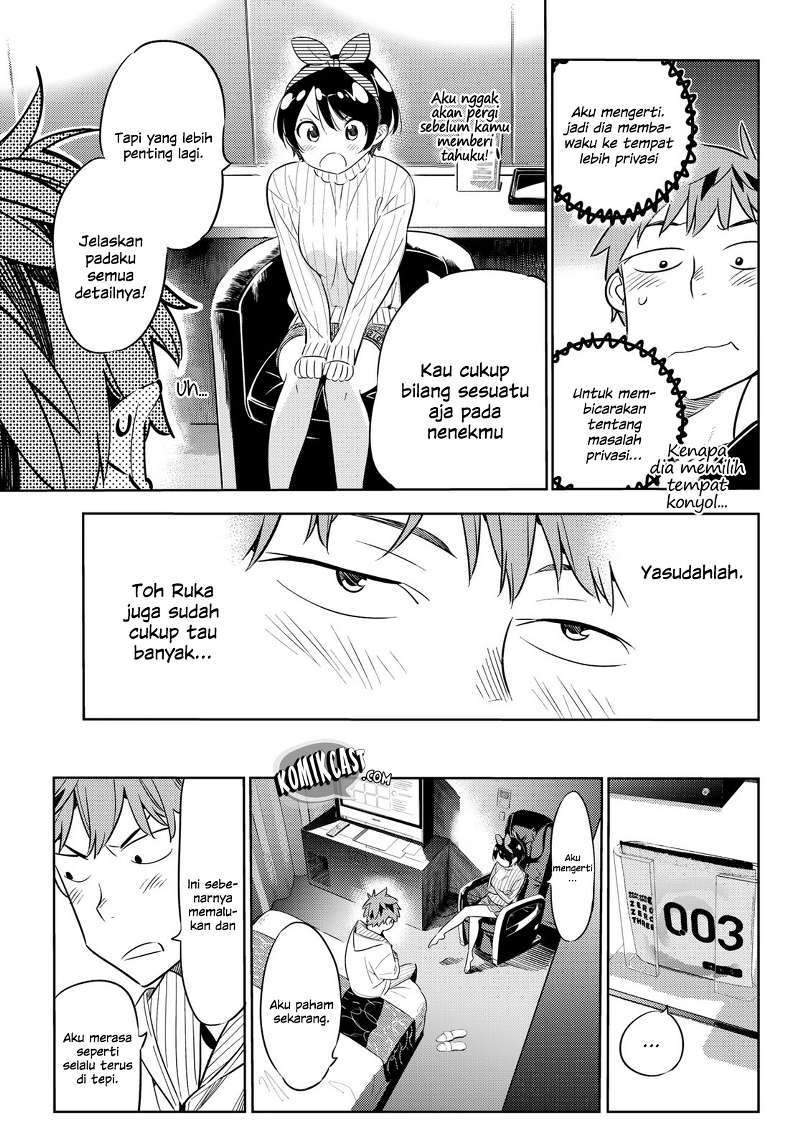 Aku mengerti.
jadi dia memba-
waku ke tempat
lebih privasi
Untuk mem-
bicarakan
tentang
masalah
privasi...
Kenapa
dia memilih
tempat
konyol...
Aku nggak
akan pergi
sebelum kamu
memberi
tahuku!
Tapi yang lebih
penting lagi.
Jelaskan
padaku
semua
detailnya!
Kau cukup
bilang sesuatu
aja pada
nenekmu
Uh...
Yasudahlah.
Toh Ruka
juga sudah
cukup tau
banyak...
ZERO
ZERO
THREE
003
...
Aku
mengerti
...
Aku paham
sekarang.
KOMIKCAST
.COM
Ini sebe-
narnya
memalu-
kan dan
Aku merasa
seperti
selalu terus
di tepi.